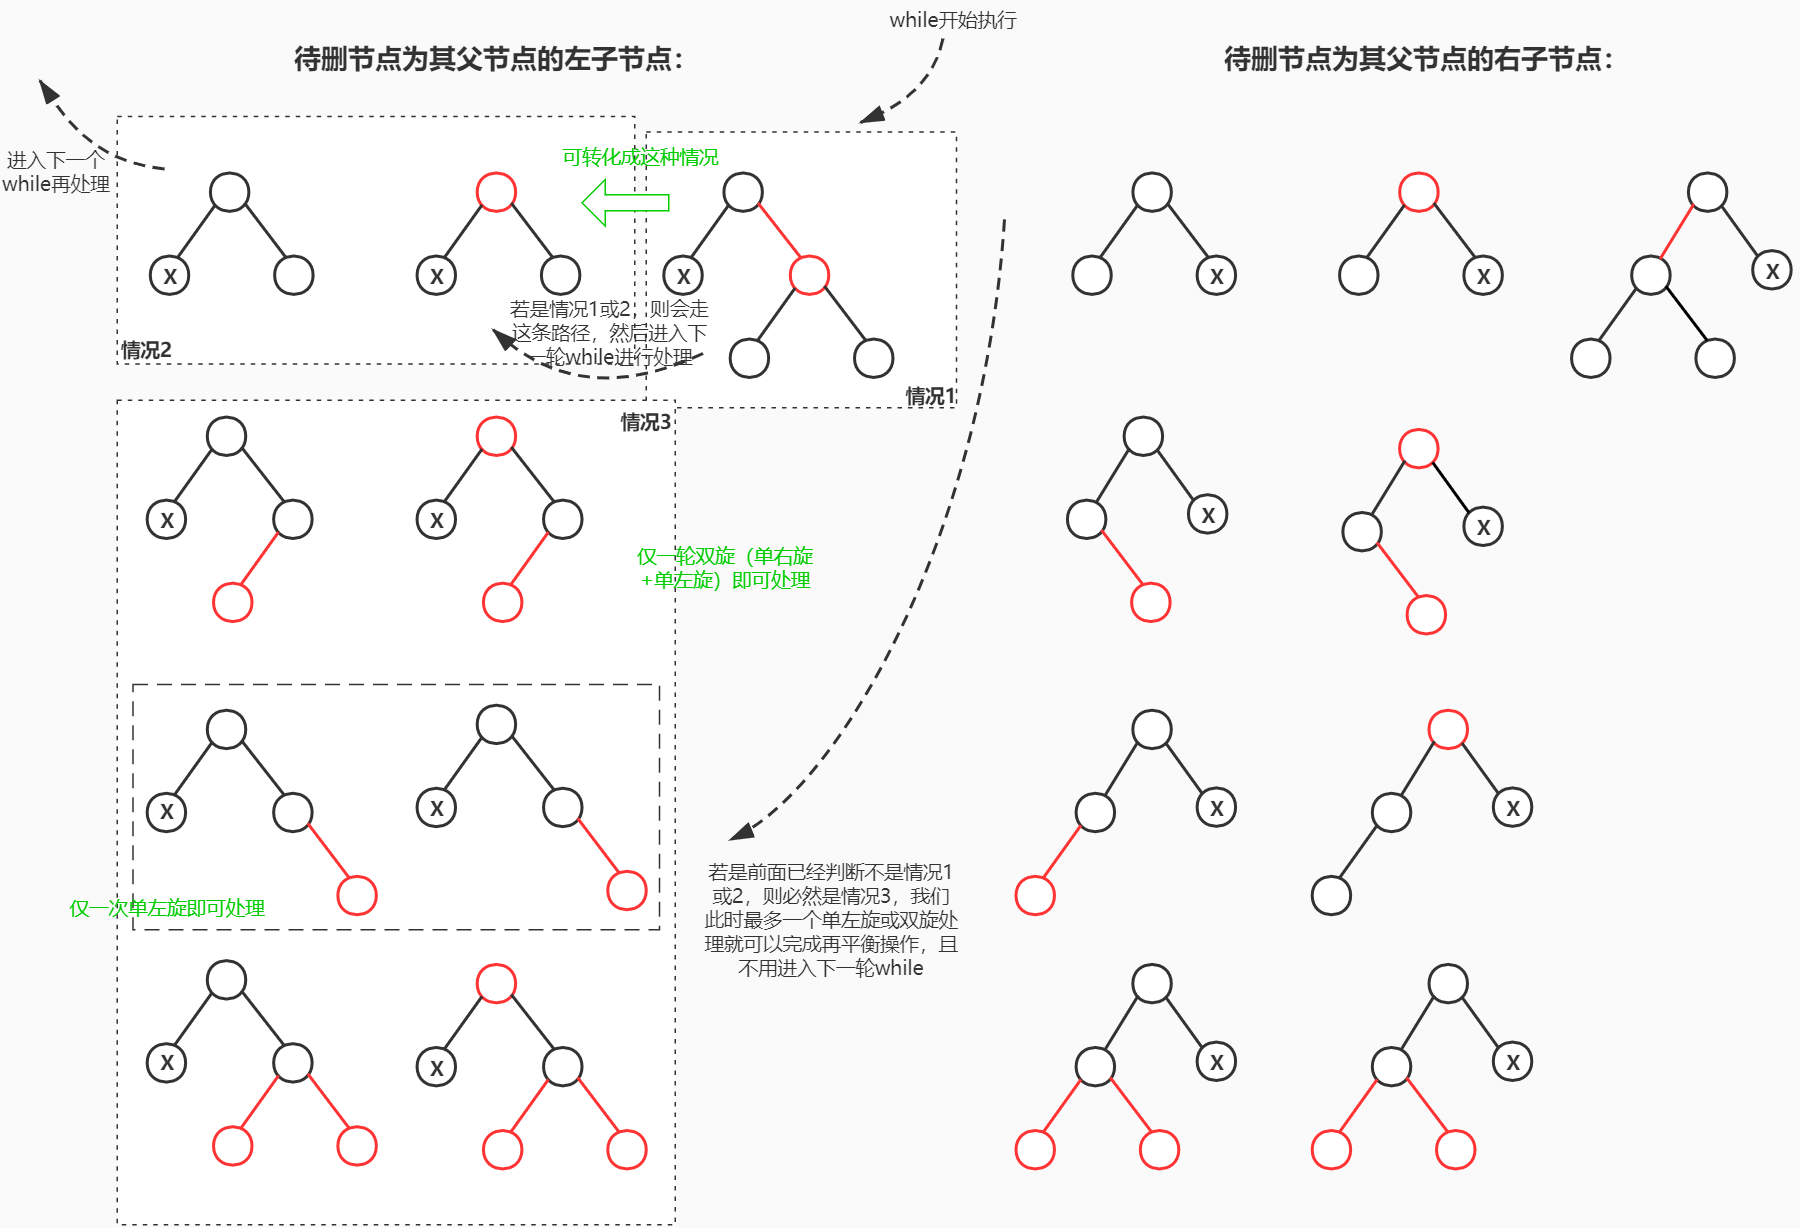 while开始执行
待删节点为其父节点的左子节点：
待删节点为其父节点的右子节点：
进入下一个
while再处理
可转化成这种情况
X
X
X
X
X
X
若是情况1或2，则会走
这条路径，然后进入下
一轮while进行处理
情况2
情况1
情况3
X
X
X
X
仅一轮双旋（单右旋
+单左旋）即可处理
X
X
X
X
仅一次单左旋即可处理
若是前面已经判断不是情况1
或2，则必然是情况3，我们
此时最多一个单左旋或双旋处
理就可以完成再平衡操作，且
不用进入下一轮while
X
X
X
X